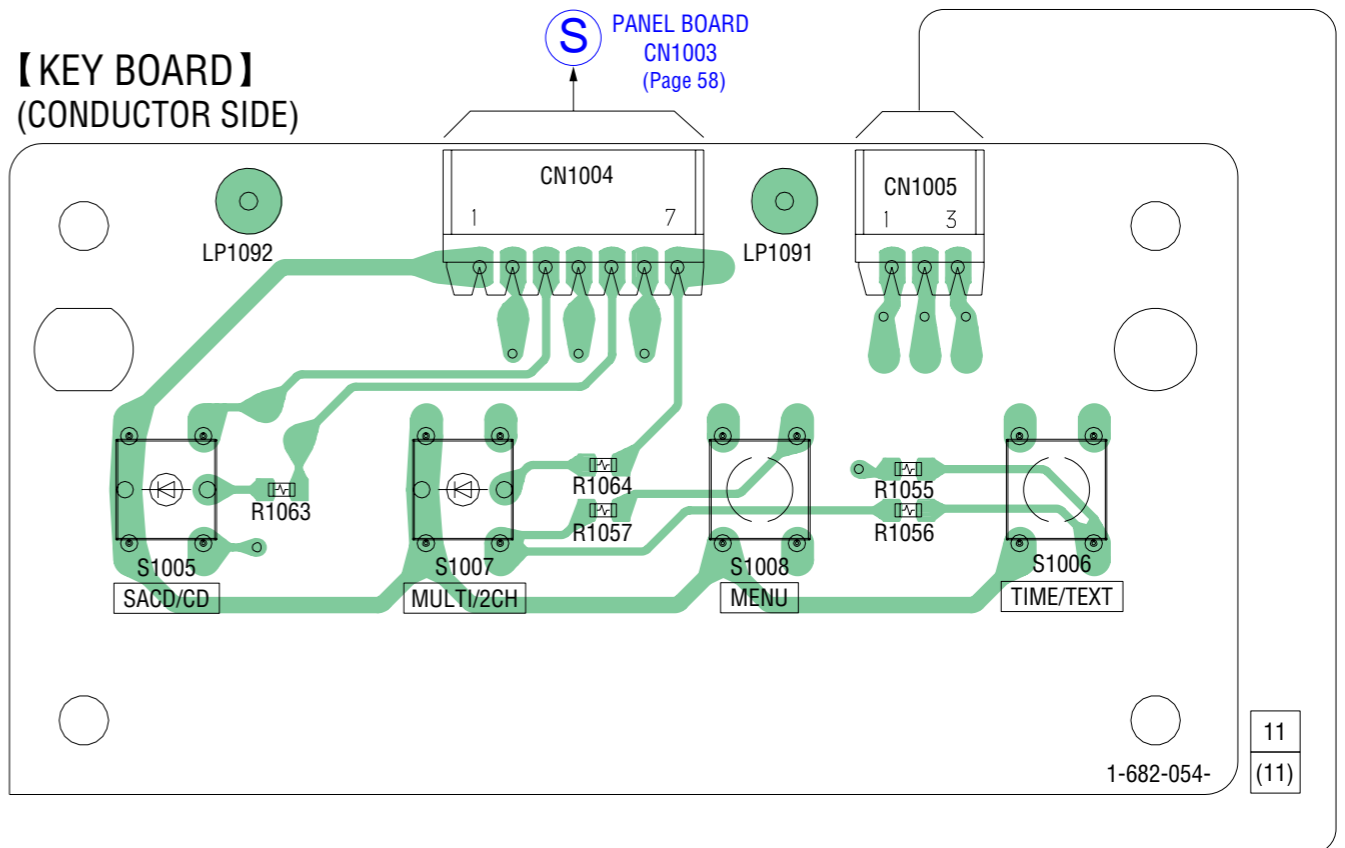 S
PANEL BOARD
CN1003
(Page 58)
【KEY BOARD】
(CONDUCTOR SIDE)
CN1004
1 7
CN1005
1 3
LP1092
LP1091
R1064
R1055
R1063
R1057
R1056
S1005
S1007
S1008
S1006
SACD/CD
MULTI/2CH
MENU
TIME/TEXT
11
1-682-054-
(11)